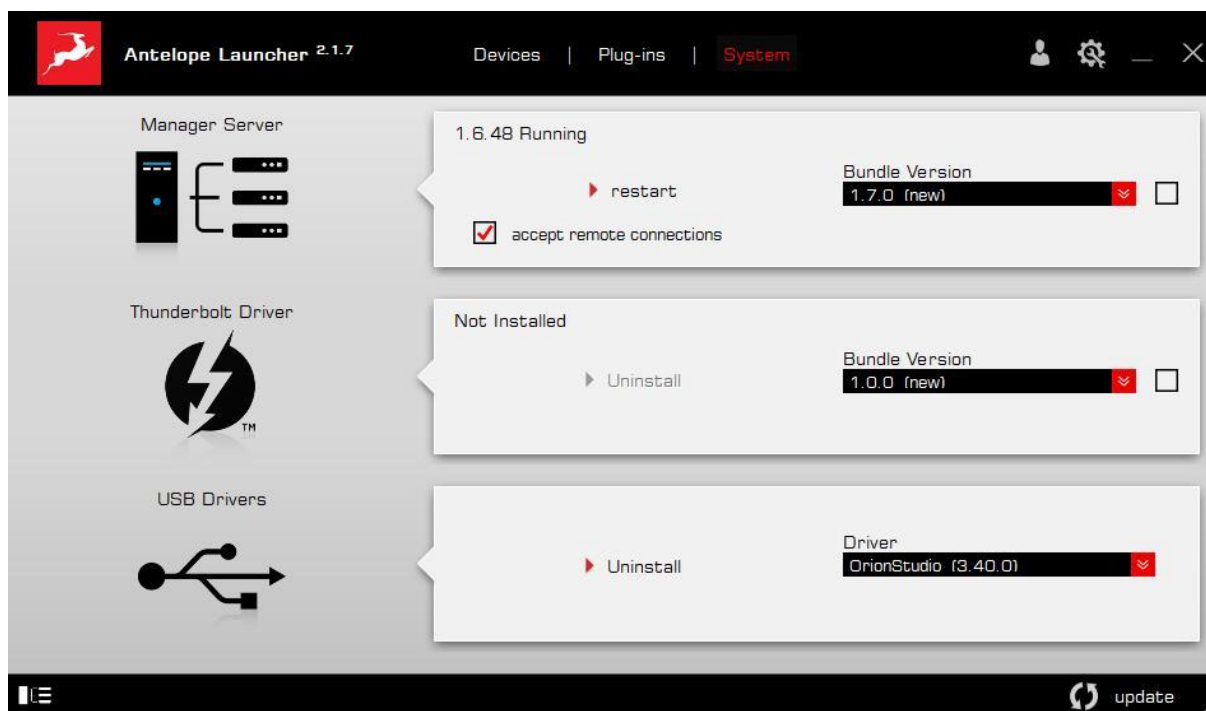 Antelope Launcher 2.1.7
Devices | Plug-ins | System
Manager Server
1.6.48 Running
restart
Bundle Version
1.7.0 (new)
accept remote connections
Thunderbolt Driver
TM
Not Installed
Uninstall
Bundle Version
1.0.0 (new)
USB Drivers
Uninstall
Driver
OrionStudio (3.40.0)
update